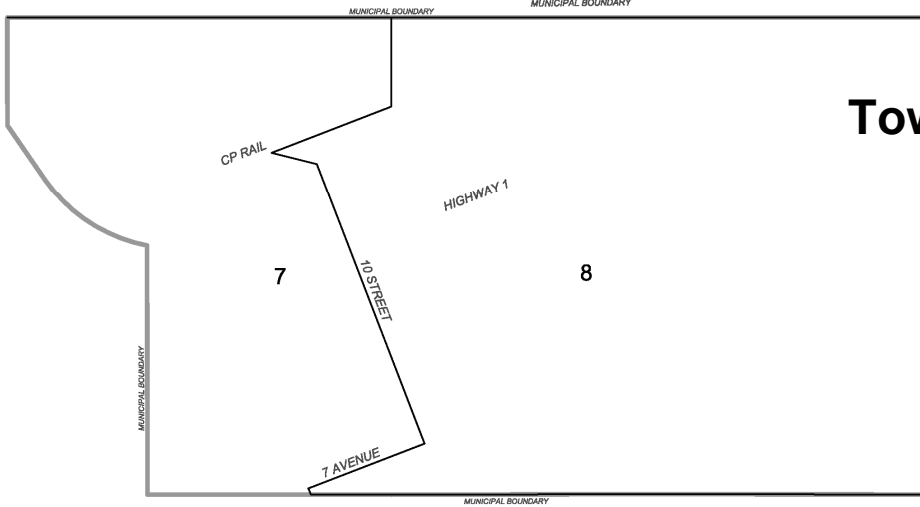 MUNICIPAL BOUNDARY
MUNICIPAL BOUNDARY
Tow
CP RAIL
HIGHWAY 1
7
8
10 STREET
MUNICIPAL BOUNDARY
7 AVENUE
MUNICIPAL BOUNDARY